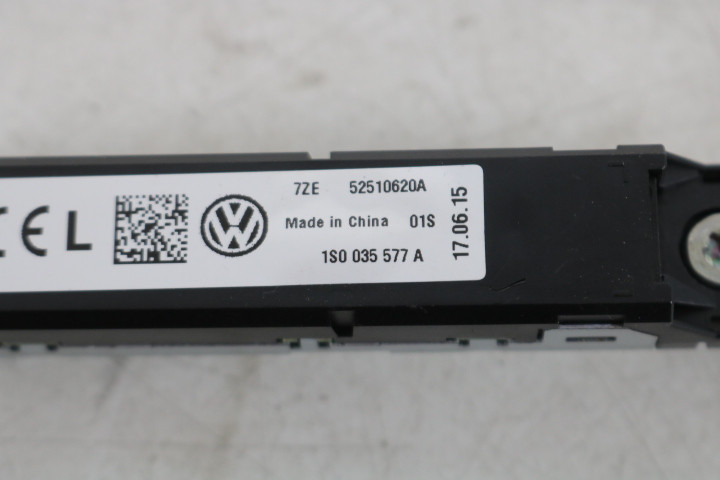 7ZE 52510620A
CEL
Made in China 01S
1S0 035 577 A
17.06.15